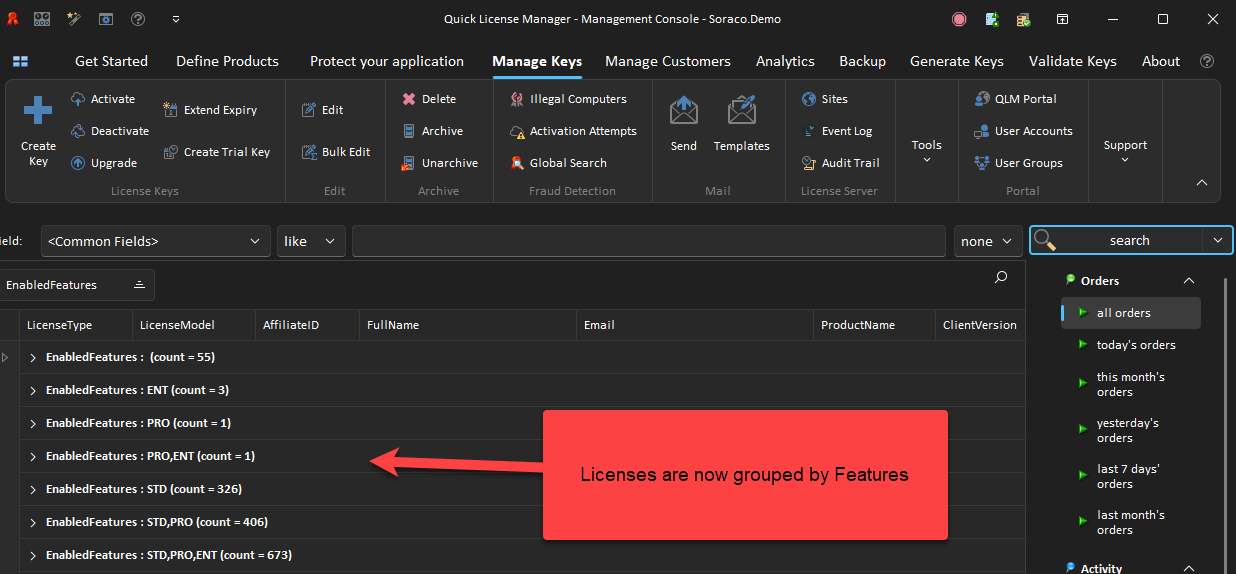 Quick License Manager - Management Console - Soraco.Demo
Get Started Define Products Protect your application Manage Keys Manage Customers Analytics Backup Generate Keys Validate Keys About
Create Key
Activate
Deactivate
Upgrade
Extend Expiry
Create Trial Key
License Keys
Edit
Bulk Edit
Edit
Delete
Archive
Unarchive
Archive
Illegal Computers
Activation Attempts
Global Search
Fraud Detection
Send
Templates
Mail
Sites
Event Log
Audit Trail
License Server
Tools
QLM Portal
User Accounts
User Groups
Portal
Support
ield: <Common Fields> like none search
EnabledFeatures
LicenseType LicenseModel AffiliateID FullName Email ProductName ClientVersion
EnabledFeatures : (count = 55)
EnabledFeatures : ENT (count = 3)
EnabledFeatures : PRO (count = 1)
EnabledFeatures : PRO,ENT (count = 1)
EnabledFeatures : STD (count = 326)
EnabledFeatures : STD,PRO (count = 406)
EnabledFeatures : STD,PRO,ENT (count = 673)
Licenses are now grouped by Features
Orders
all orders
today's orders
this month's
orders
yesterday's
orders
last 7 days'
orders
last month's
orders
Activity